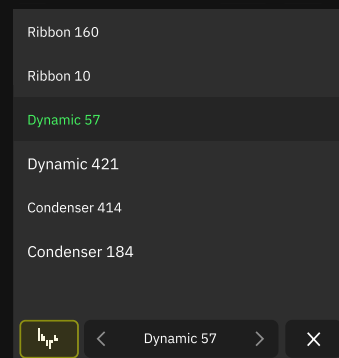 Ribbon 160
Ribbon 10
Dynamic 57
Dynamic 421
Condenser 414
Condenser 184
Dynamic 57